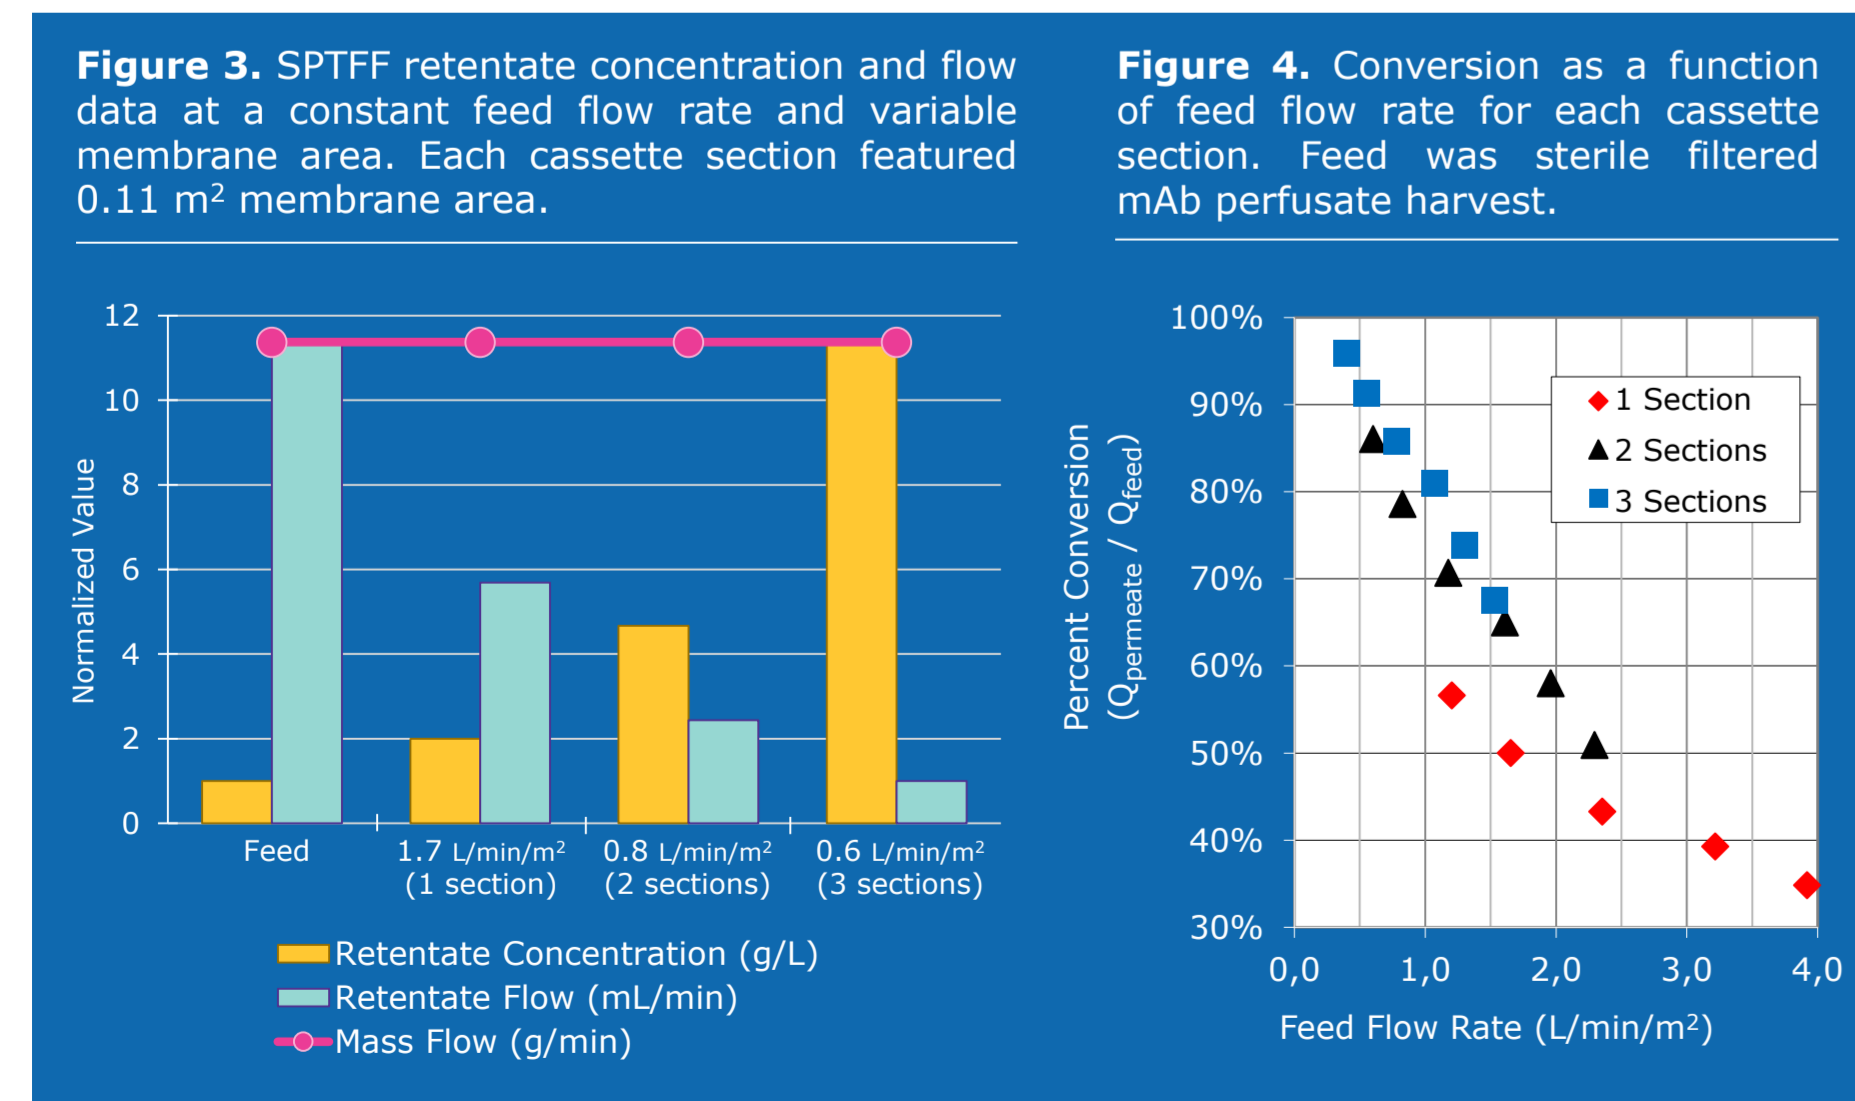 Figure 3. SPTFF retentate concentration and flow
data at a constant feed flow rate and variable
membrane area. Each cassette section featured
0.11 m² membrane area.
12
10
8
6
4
2
0
Normalized Value
Feed
1.7 L/min/m²
(1 section)
0.8 L/min/m²
(2 sections)
0.6 L/min/m²
(3 sections)
Retentate Concentration (g/L)
Retentate Flow (mL/min)
Mass Flow (g/min)
Figure 4. Conversion as a function
of feed flow rate for each cassette
section. Feed was sterile filtered
mAb perfusate harvest.
100%
90%
80%
70%
60%
50%
40%
30%
Percent Conversion
(Qpermeate / Qfeed)
1 Section
2 Sections
3 Sections
0,0
1,0
2,0
3,0
4,0
Feed Flow Rate (L/min/m²)